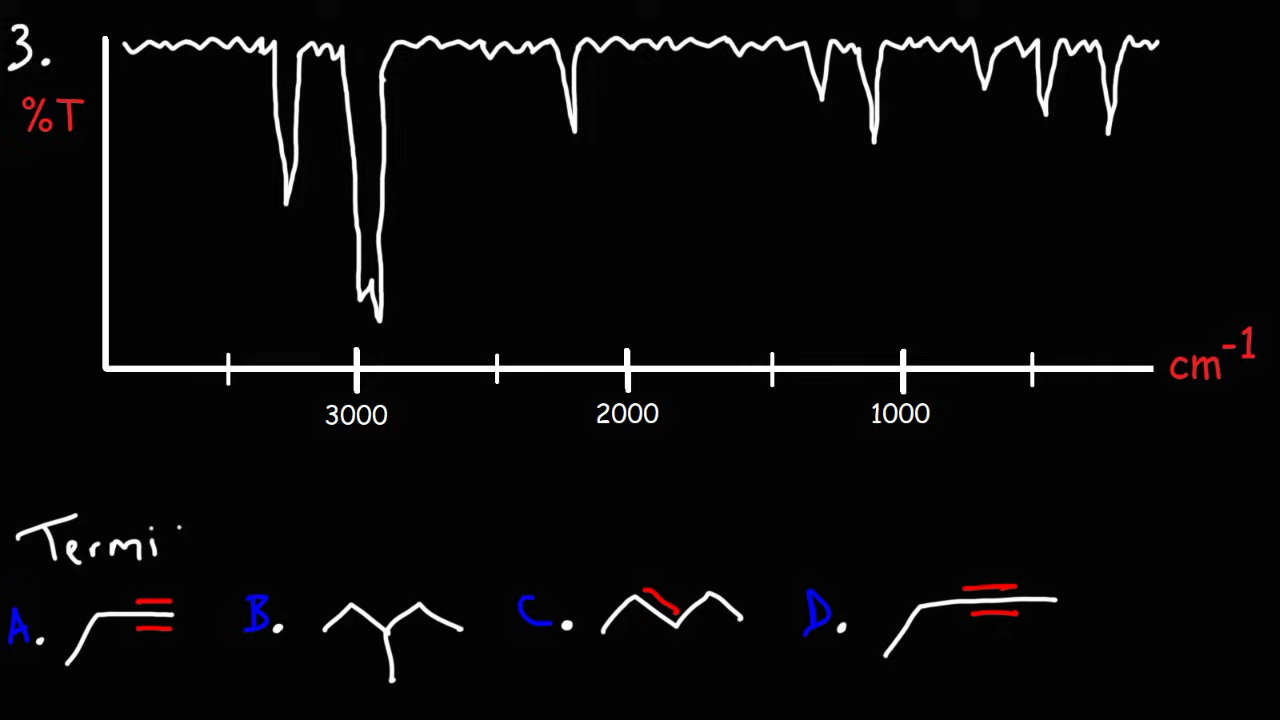 3.
%T
cm⁻¹
3000 2000 1000
Termi
A. B. C. D.